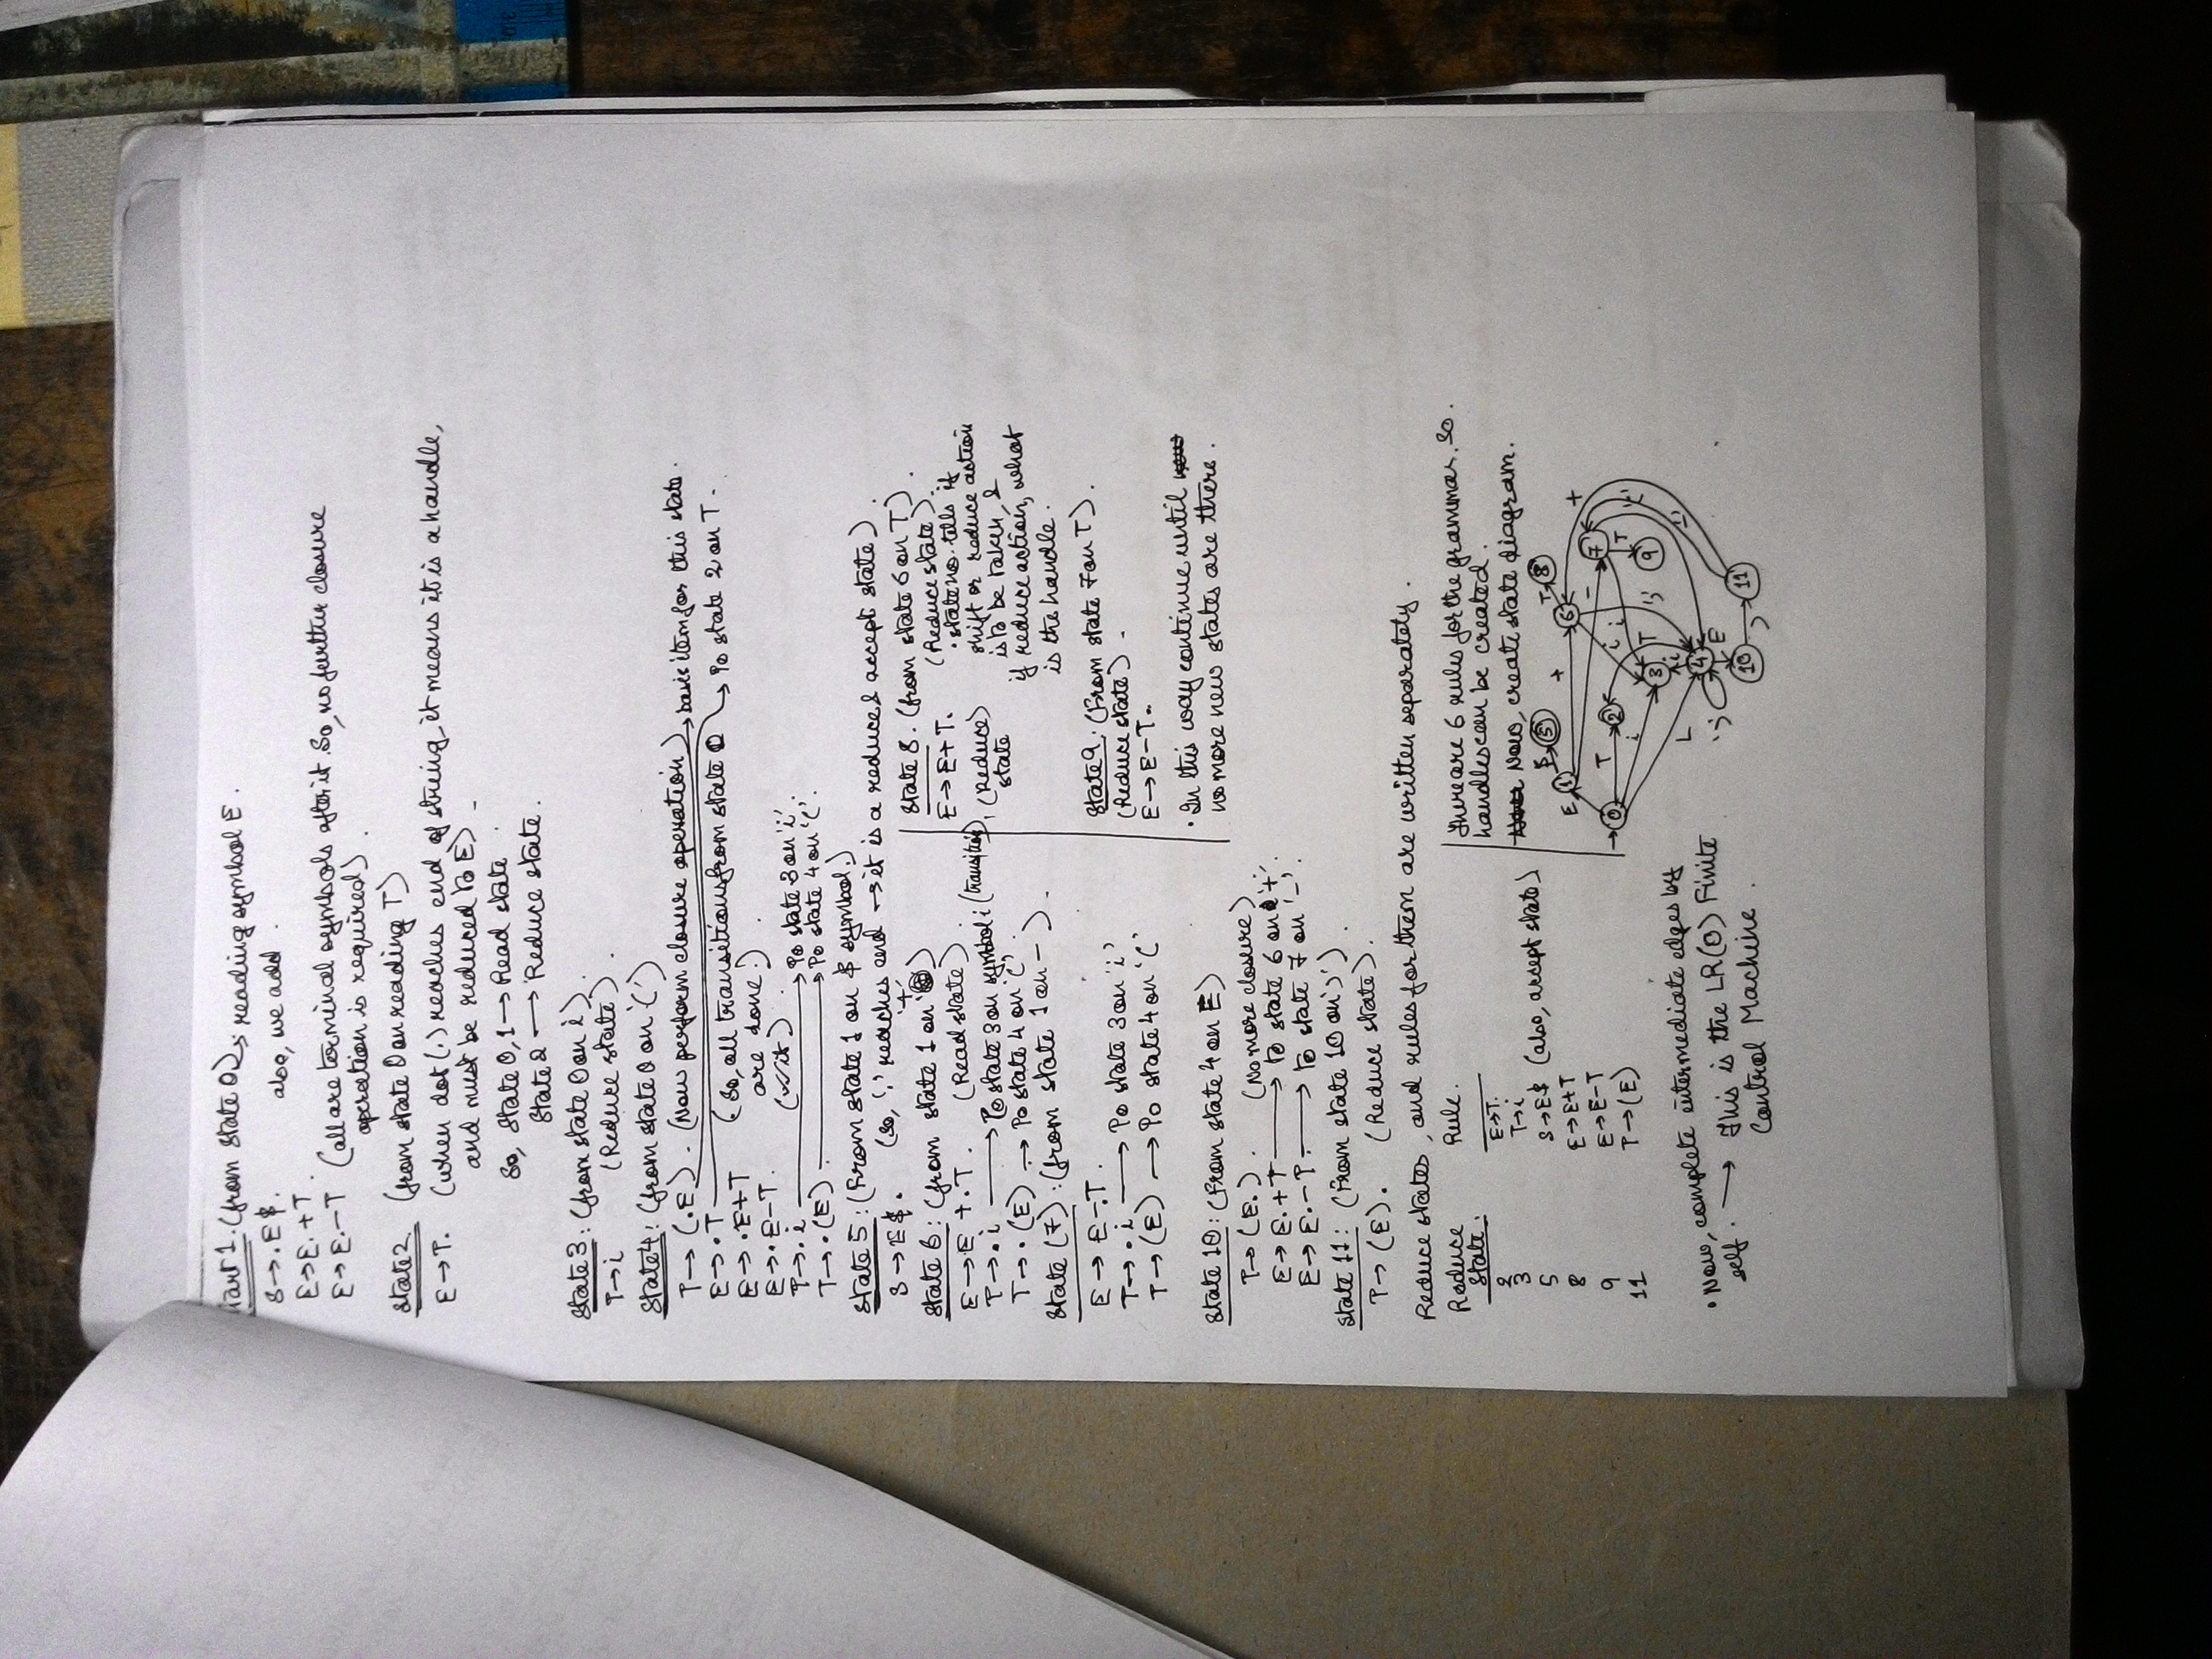 tart 1. (from State 0) → reading symbol E.
S → .E$. also, we add.
E → E. + T.
E → E. - T (all are terminal symbols after it. So, no further closure
operation is required).
State 2. (from state 0 on reading T)
E → T. (when dot (.) reaches end of string, it means it is a handle,
and must be reduced to E)
So, State 0, 1 → Read state
State 2 → Reduce state.
State 3: (from state 0 on i).
T → i (Reduce state).
State 4: (from state 0 on '(')
T → (.E). (Now perform closure operation) → basis item for this state.
E → .T (So, all transitions from state 0 → To state 2 on T.
E → .E+T are done.)
E → .E-T.
T → .i → To state 3 on 'i'.
T → .(E) → To state 4 on '('.
State 5: (From state 1 on $ symbol.)
S → E$. (So, '.' reaches end → it is a reduce & accept state).
State 6: (from state 1 on '+')
E → E +.T. (Read state)
T → .i → To state 3 on symbol i (transition),
T → .(E) → To state 4 on '('.
State (7): (from state 1 on -).
E → E-.T.
T → .i → To state 3 on 'i'
T → (E) → To state 4 on '('
State 8. (from state 6 on T).
E → E+T. (Reduce state).
(Reduce)
state
• state no. tells if
shift or reduce action
is to be taken, &
if reduce action, what
is the handle.
State 9: (From state 7 on T).
(Reduce state)
E → E-T.
• In this way continue until
no more new states are there.
State 10: (From state 4 on E)
T → (E.). (No more closure)
E → E.+T → to state 6 on '+'.
E → E.-T. → to state 7 on '-'.
State 11: (From state 10 on ')').
T → (E). (Reduce state).
Reduce states, and rules for them are written separately.
Reduce Rule.
State.
2 E→T.
3 T→i
5 S→E$ (also, accept state)
8 E→E+T
9 E→E-T
11 T→(E)
There are 6 rules for the grammar. So.
handles can be created.
Now, create state diagram.
$ 5 T 8
E 1 + 6 +
- 7
0 T 2 i i T
i 3 T 9
4
E
10 ) 11
• Now, complete intermediate edges by
self. → This is the LR(0) Finite
Control Machine.